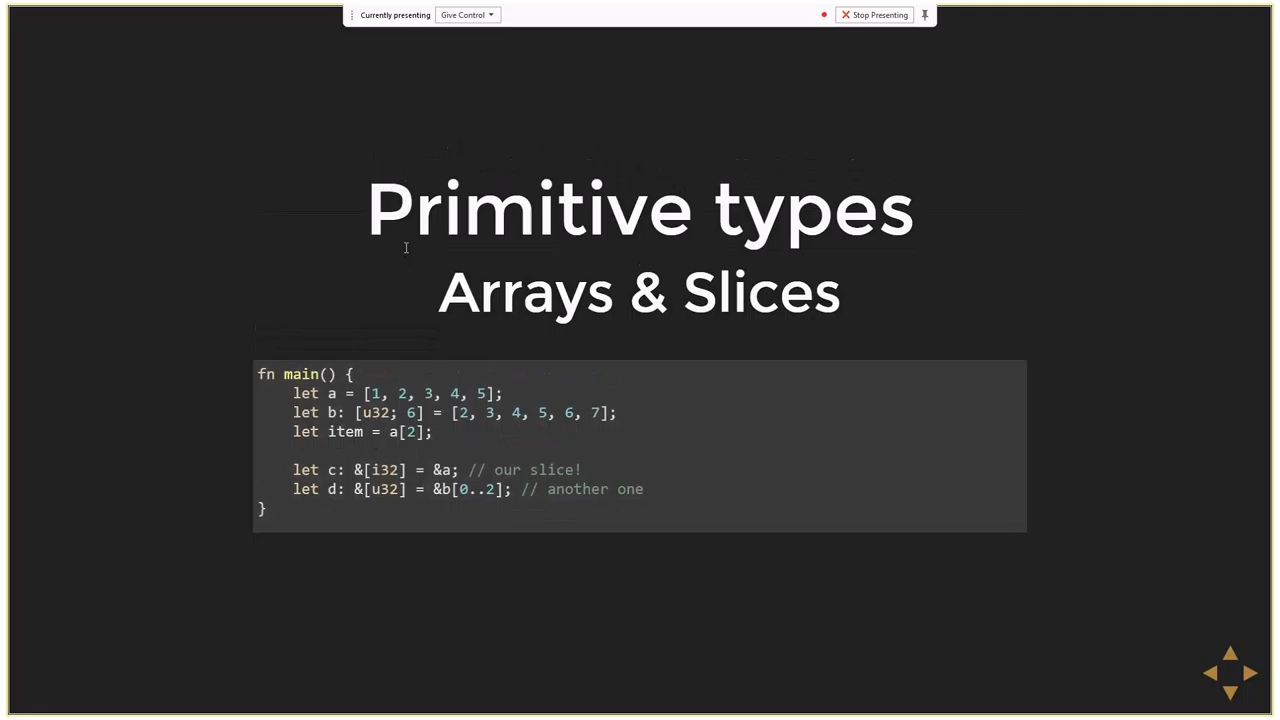 Currently presenting Give Control Stop Presenting
Primitive types
Arrays & Slices
fn main() {
    let a = [1, 2, 3, 4, 5];
    let b: [u32; 6] = [2, 3, 4, 5, 6, 7];
    let item = a[2];
    let c: &[i32] = &a; // our slice!
    let d: &[u32] = &b[0..2]; // another one
}